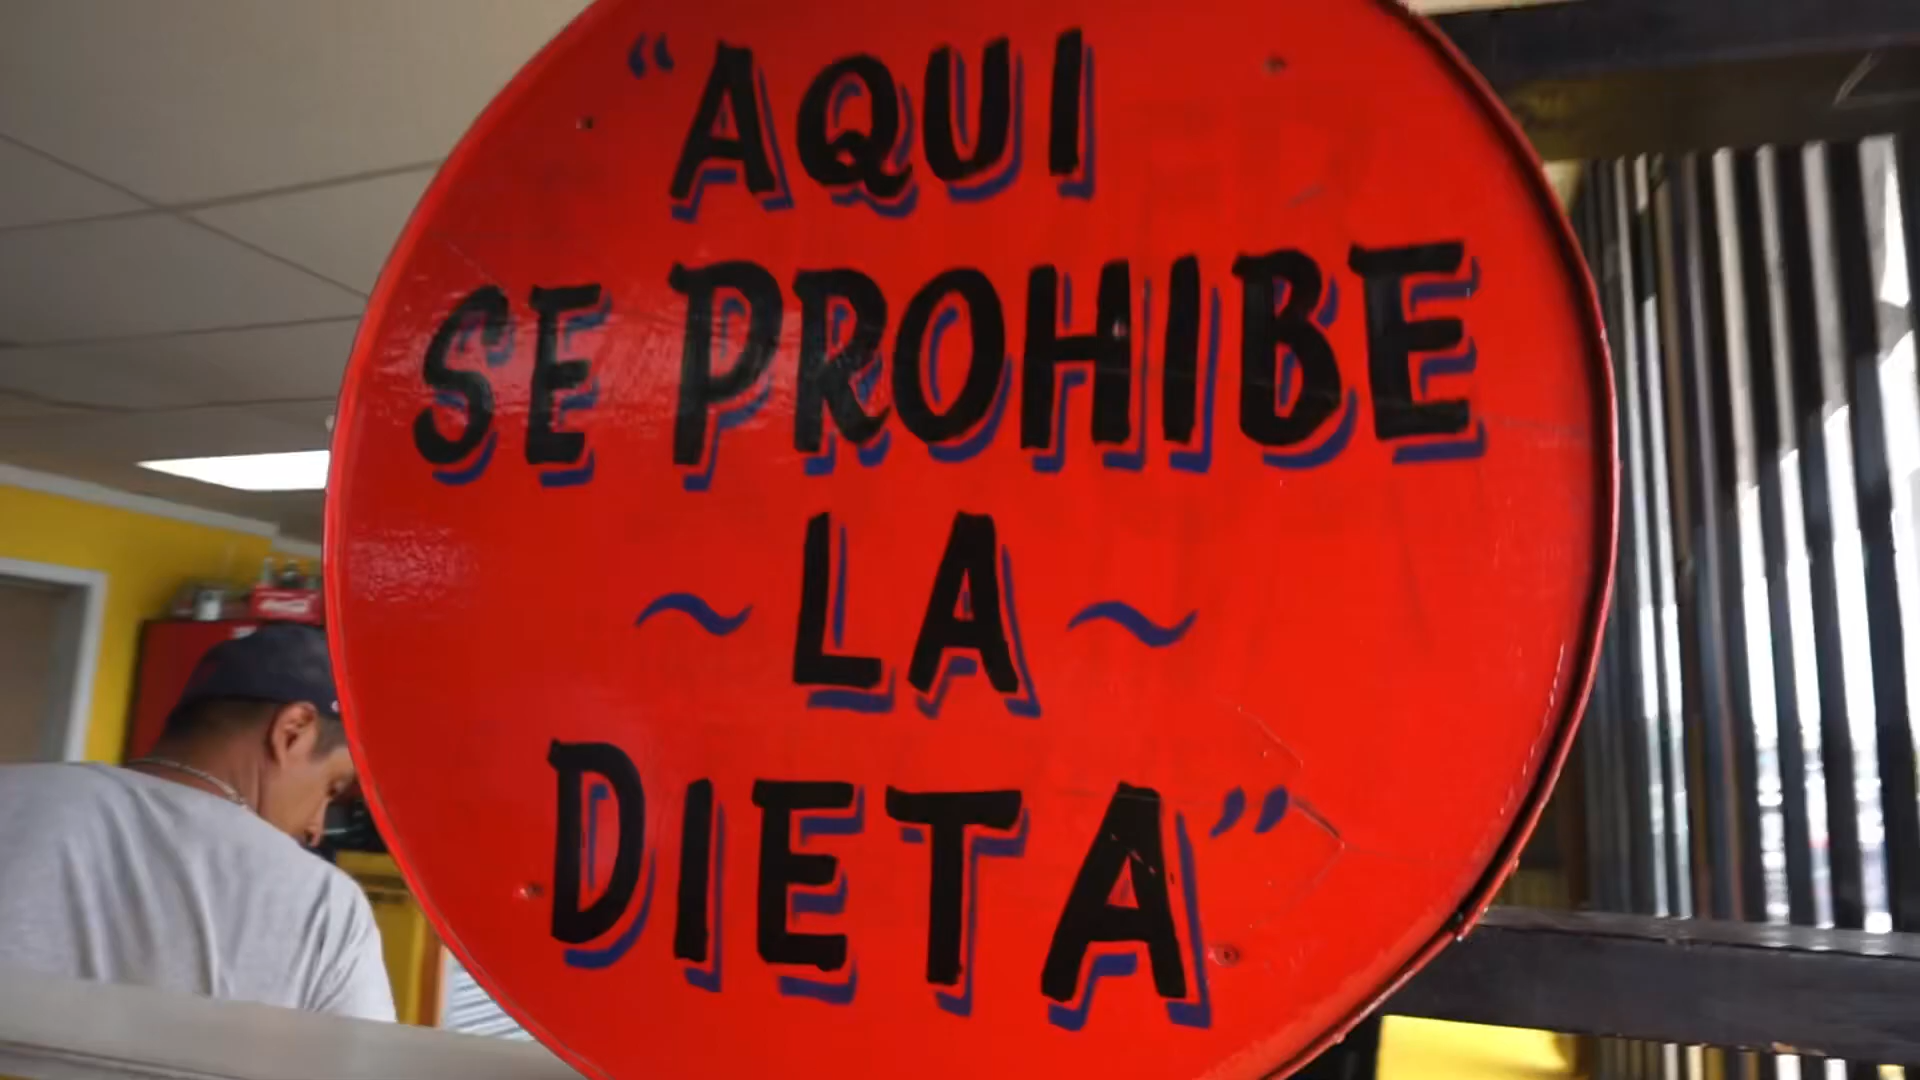 “AQUI
SE PROHIBE
~ LA ~
DIETA”